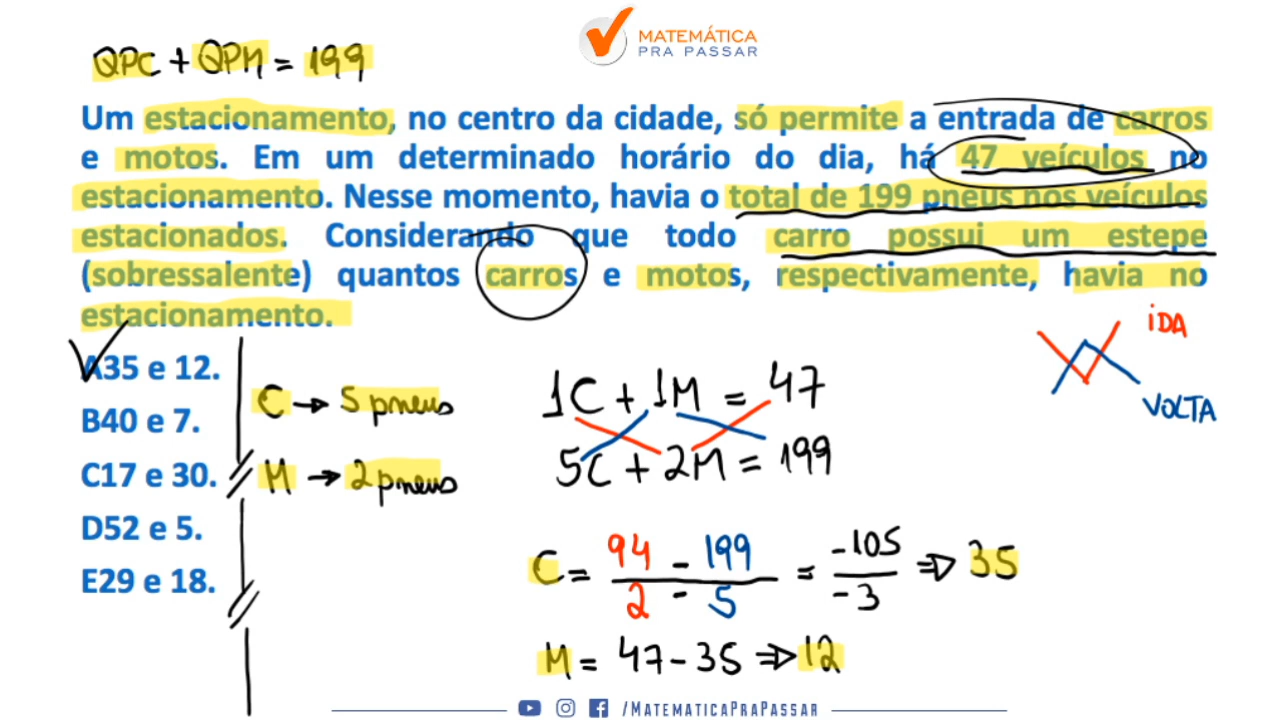 MATEMÁTICA
PRA PASSAR
QPC + QPM = 199
Um estacionamento, no centro da cidade, só permite a entrada de carros
e motos. Em um determinado horário do dia, há 47 veículos no
estacionamento. Nesse momento, havia o total de 199 pneus nos veículos
estacionados. Considerando que todo carro possui um estepe
(sobressalente) quantos carros e motos, respectivamente, havia no
estacionamento.
A35 e 12.
B40 e 7.
C17 e 30.
D52 e 5.
E29 e 18.
C → 5 pneus
M → 2 pneus
1C + 1M = 47
5C + 2M = 199
iDA
VOLTA
C = 94 - 199 / 2 - 5 = -105 / -3 ⇒ 35
M = 47 - 35 ⇒ 12
/MatematicaPraPassar